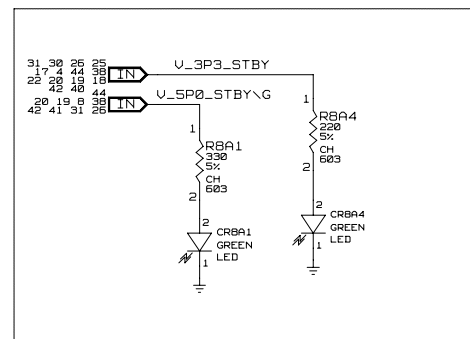 31 30 26 25
17 4 44 38
22 20 19 18
42 40
IN
V_3P3_STBY
44
20 19 8 38
42 41 31 26
IN
V_5P0_STBY\G
1
R8A1
330
5%
CH
603
2
1
R8A4
220
5%
CH
603
2
2
CR8A1
GREEN
LED
1
2
CR8A4
GREEN
LED
1